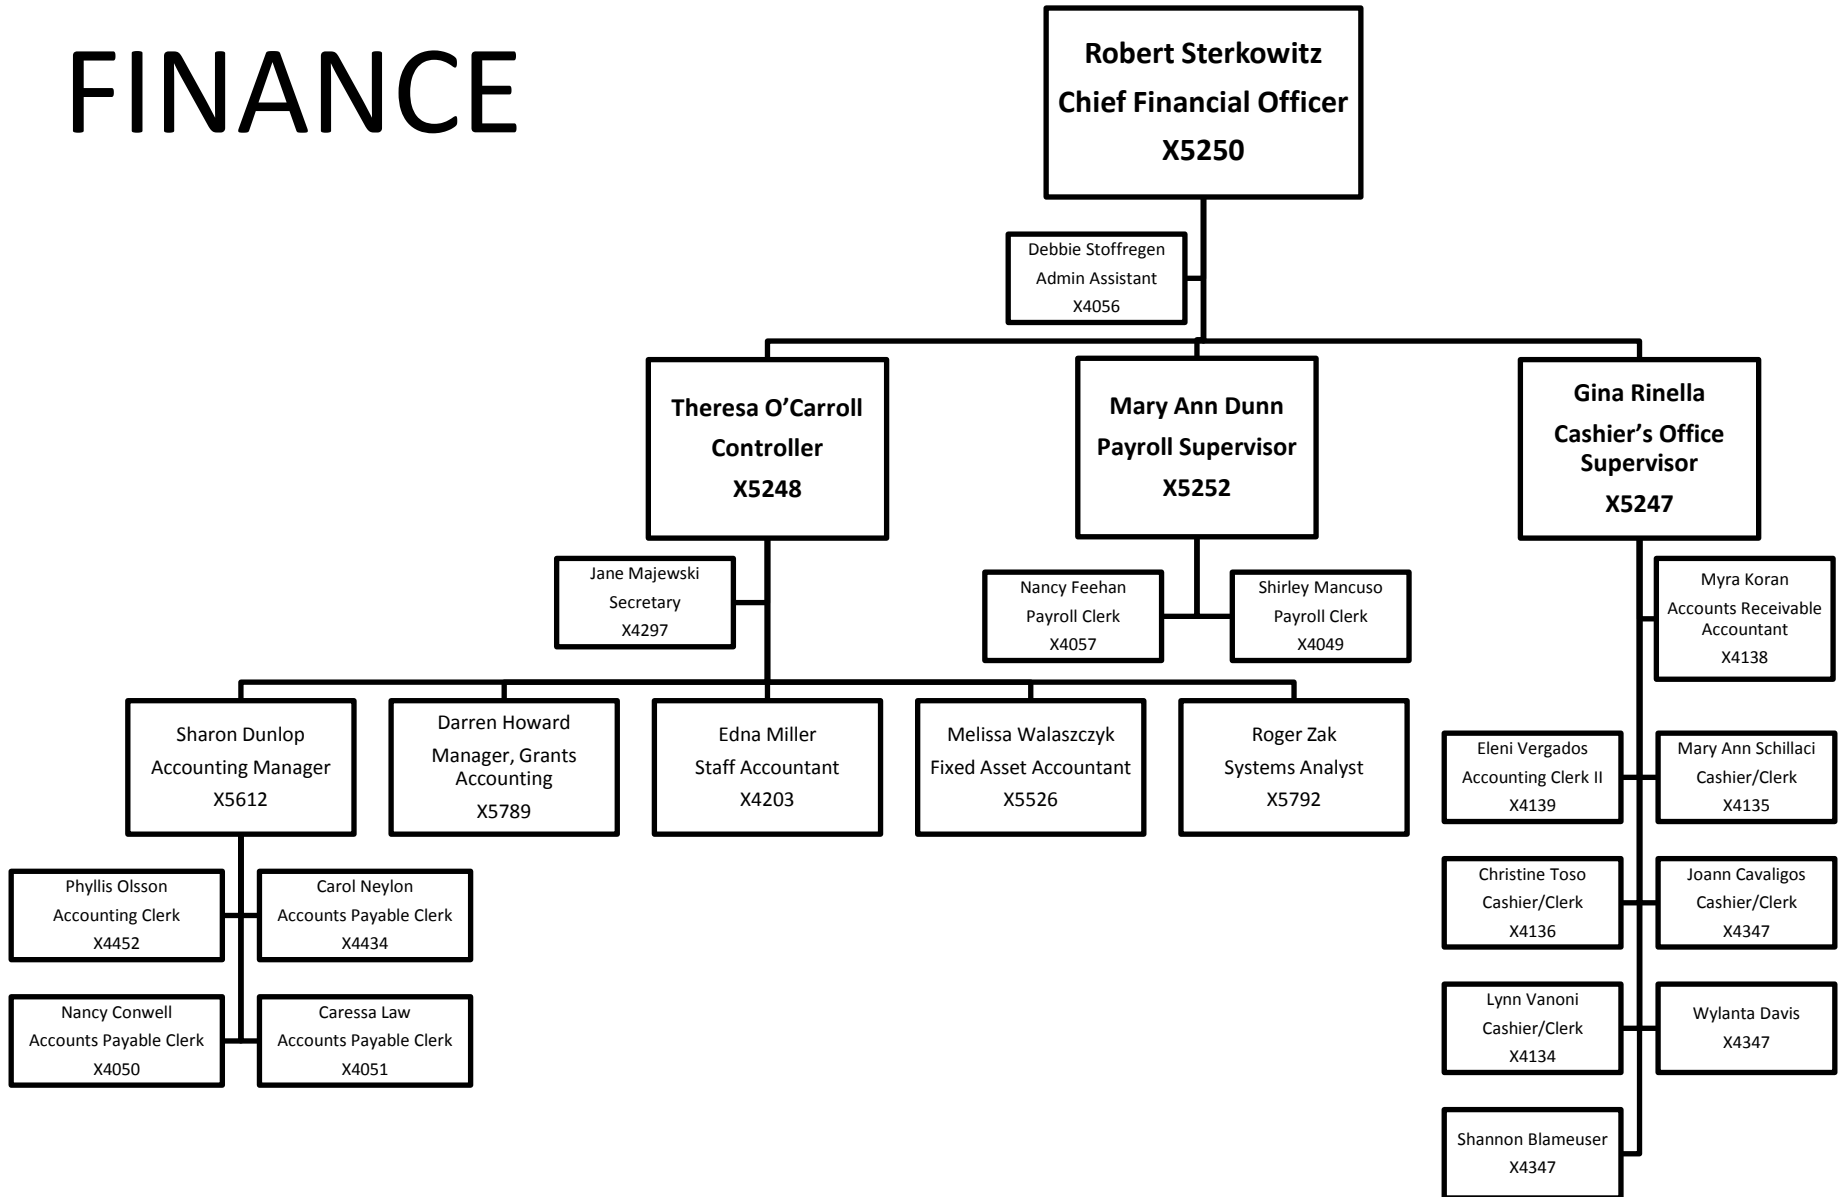 FINANCE
Robert Sterkowitz
Chief Financial Officer
X5250
Debbie Stoffregen
Admin Assistant
X4056
Theresa O’Carroll
Controller
X5248
Mary Ann Dunn
Payroll Supervisor
X5252
Gina Rinella
Cashier’s Office
Supervisor
X5247
Jane Majewski
Secretary
X4297
Nancy Feehan
Payroll Clerk
X4057
Shirley Mancuso
Payroll Clerk
X4049
Myra Koran
Accounts Receivable
Accountant
X4138
Sharon Dunlop
Accounting Manager
X5612
Darren Howard
Manager, Grants
Accounting
X5789
Edna Miller
Staff Accountant
X4203
Melissa Walaszczyk
Fixed Asset Accountant
X5526
Roger Zak
Systems Analyst
X5792
Eleni Vergados
Accounting Clerk II
X4139
Mary Ann Schillaci
Cashier/Clerk
X4135
Phyllis Olsson
Accounting Clerk
X4452
Carol Neylon
Accounts Payable Clerk
X4434
Christine Toso
Cashier/Clerk
X4136
Joann Cavaligos
Cashier/Clerk
X4347
Nancy Conwell
Accounts Payable Clerk
X4050
Caressa Law
Accounts Payable Clerk
X4051
Lynn Vanoni
Cashier/Clerk
X4134
Wylanta Davis
X4347
Shannon Blameuser
X4347